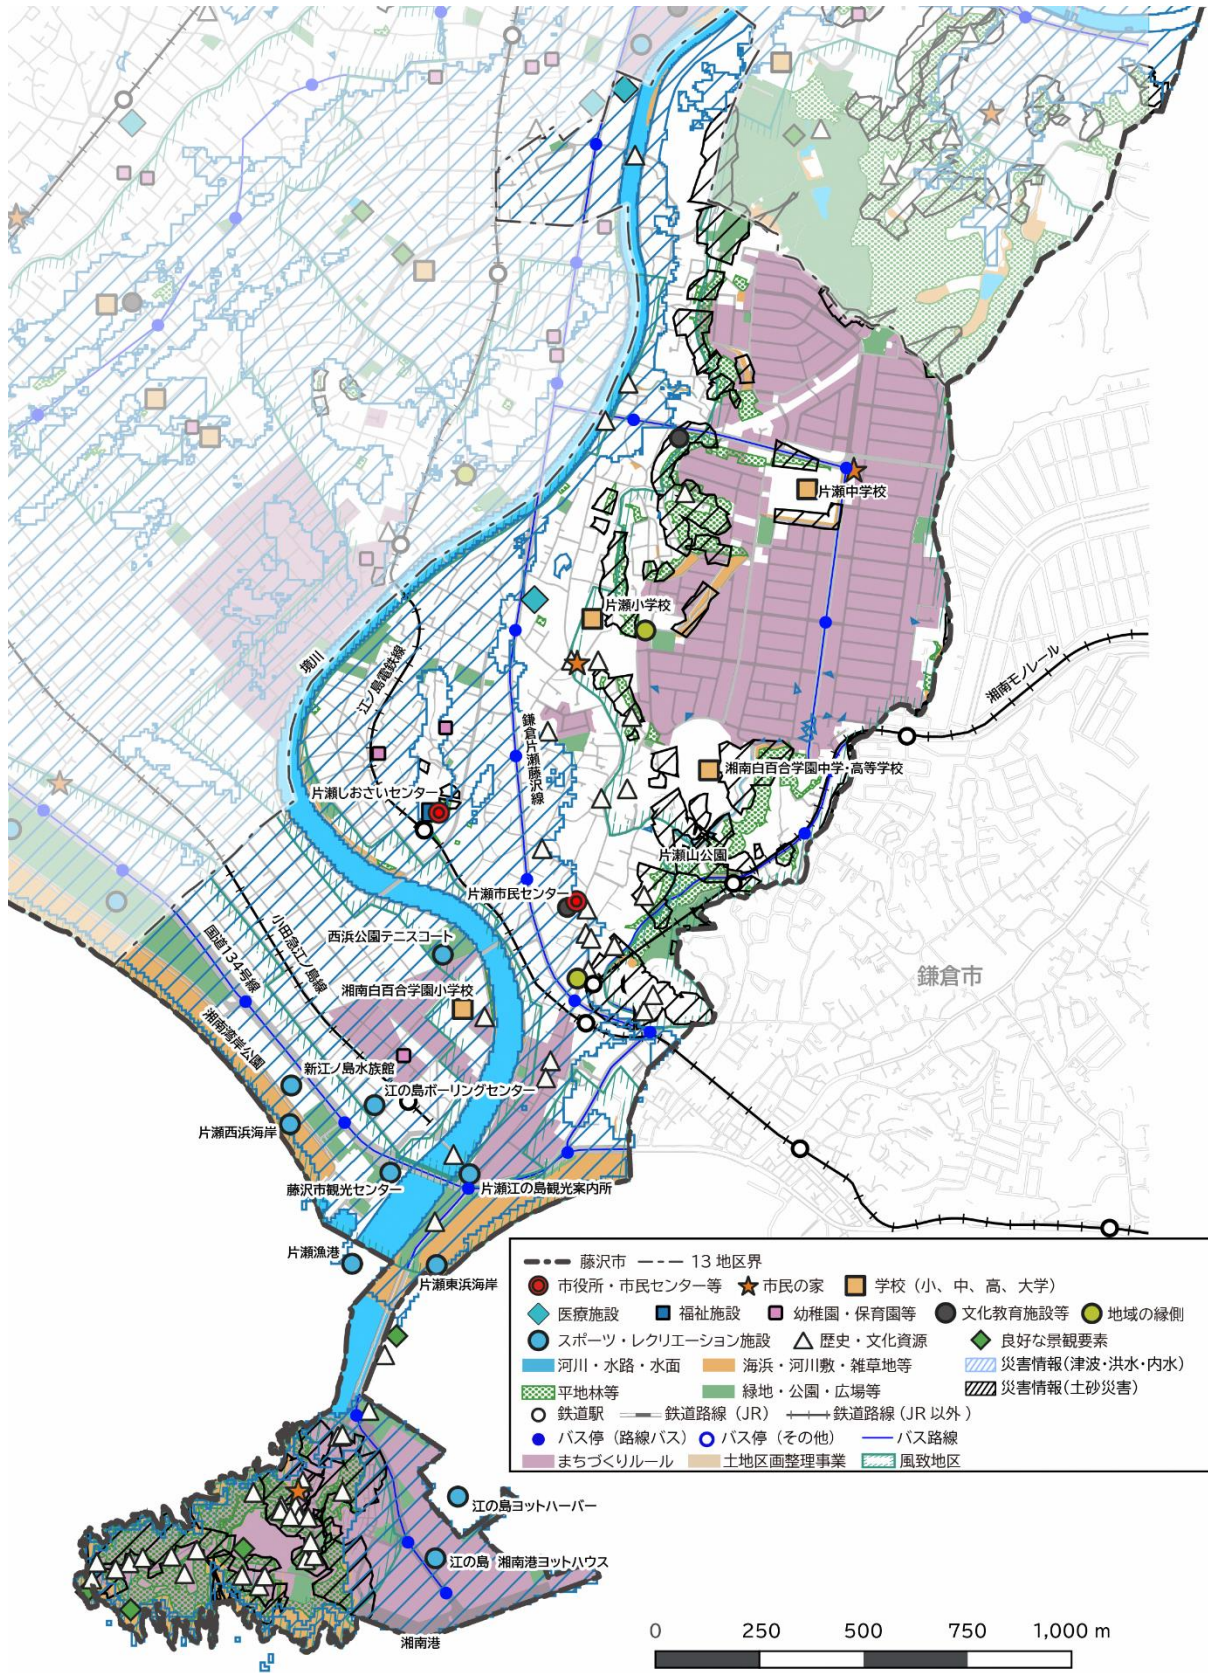 片瀬中学校
片瀬小学校
境川
江ノ島電鉄線
湘南モノレール
鎌倉片瀬藤沢線
湘南白百合学園中学・高等学校
片瀬しおさいセンター
片瀬山公園
片瀬市民センター
西浜公園テニスコート
小田急江ノ島線
国道134号線
湘南白百合学園小学校
鎌倉市
湘南海岸公園
新江ノ島水族館
江の島ボーリングセンター
片瀬西浜海岸
藤沢市観光センター
片瀬江の島観光案内所
片瀬漁港
片瀬東浜海岸
藤沢市 13地区界
市役所・市民センター等 市民の家 学校（小、中、高、大学）
医療施設 福祉施設 幼稚園・保育園等 文化教育施設等 地域の縁側
スポーツ・レクリエーション施設 歴史・文化資源 良好な景観要素
河川・水路・水面 海浜・河川敷・雑草地等 災害情報(津波・洪水・内水)
平地林等 緑地・公園・広場等 災害情報(土砂災害)
鉄道駅 鉄道路線（JR） 鉄道路線（JR以外）
バス停（路線バス） バス停（その他） バス路線
まちづくりルール 土地区画整理事業 風致地区
江の島ヨットハーバー
江の島 湘南港ヨットハウス
湘南港
0 250 500 750 1,000 m